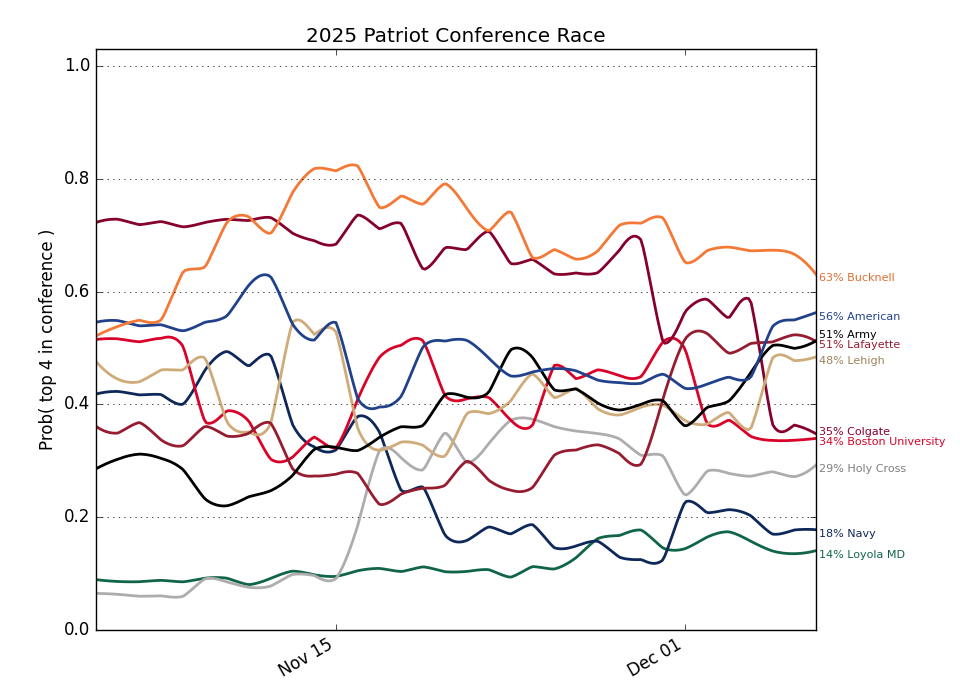 2025 Patriot Conference Race
Prob( top 4 in conference )
1.0
0.8
0.6
0.4
0.2
0.0
Nov 15
Dec 01
63% Bucknell
56% American
51% Army
51% Lafayette
48% Lehigh
35% Colgate
34% Boston University
29% Holy Cross
18% Navy
14% Loyola MD